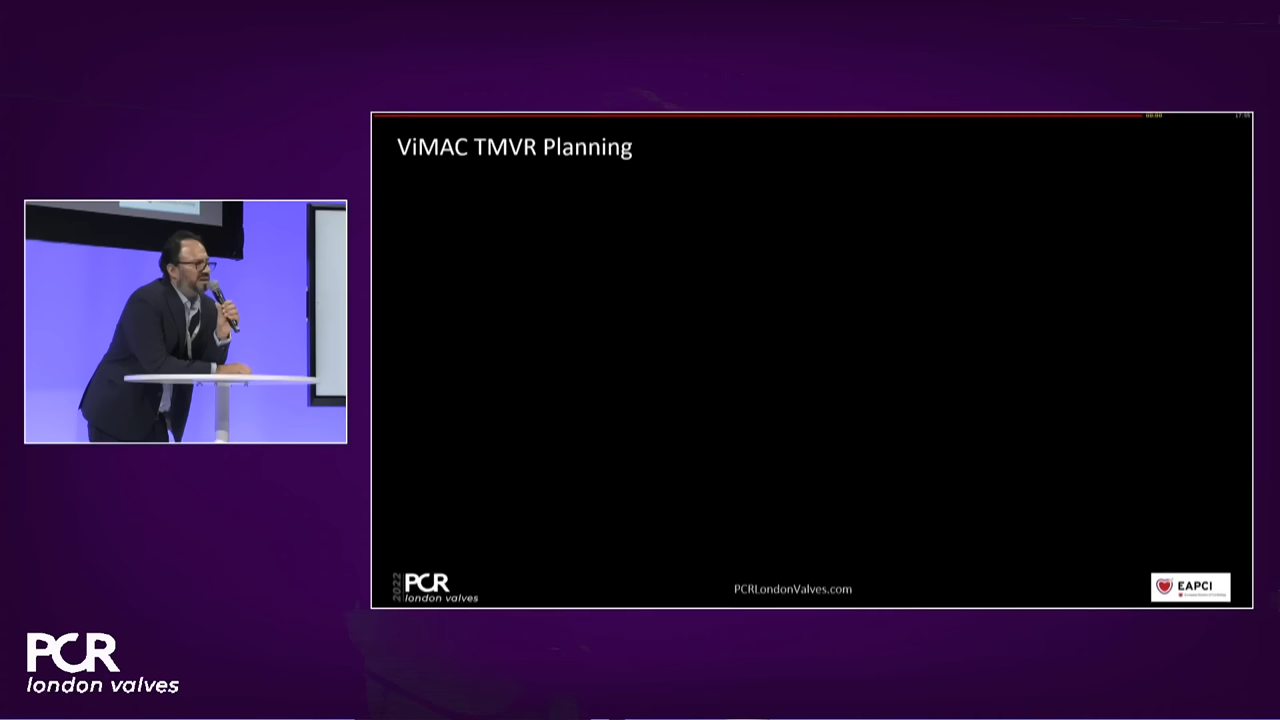 ViMAC TMVR Planning
2022
PCR
london valves
PCRLondonValves.com
EAPCI
PCR
london valves